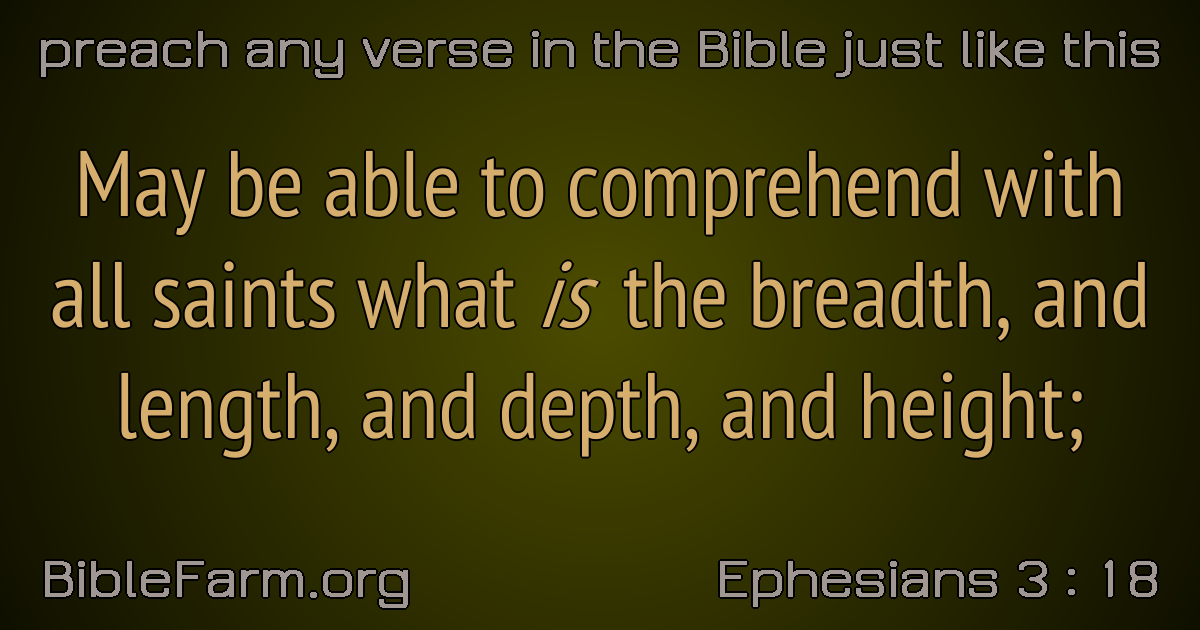 preach any verse in the Bible just like this
May be able to comprehend with
all saints what is the breadth, and
length, and depth, and height;
BibleFarm.org
Ephesians 3 : 18